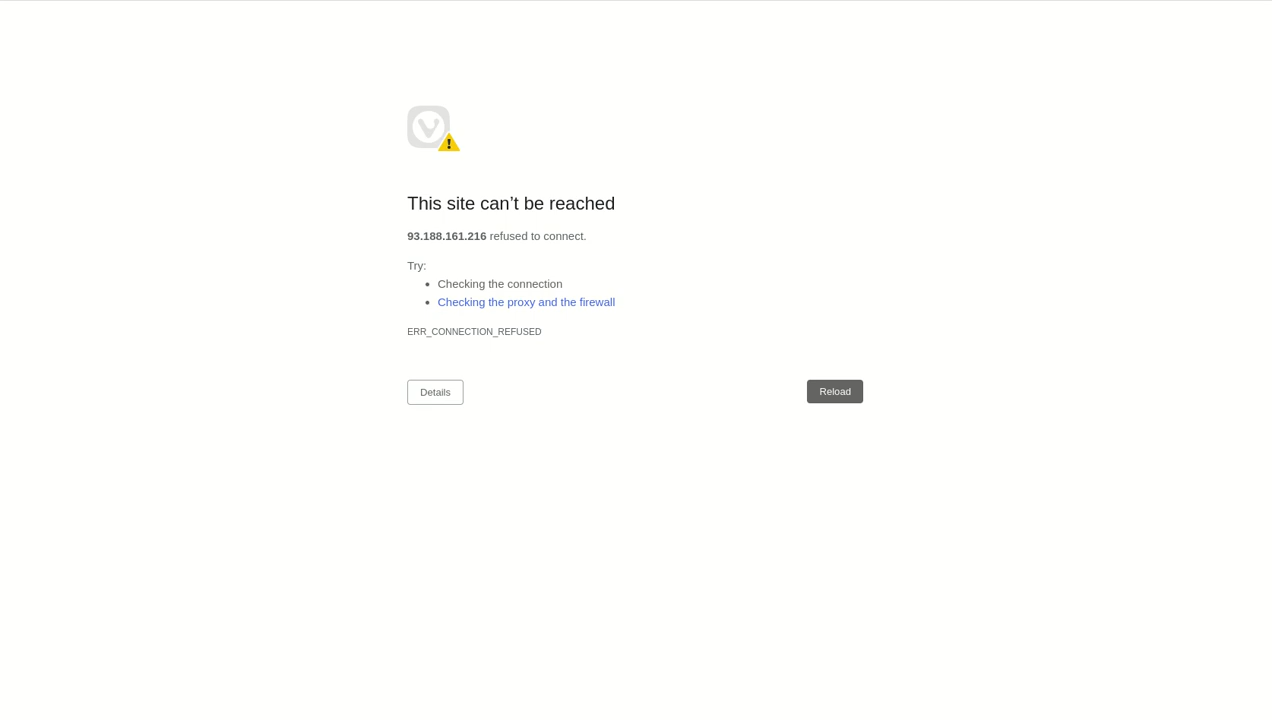 This site can’t be reached
93.188.161.216 refused to connect.
Try:
Checking the connection
Checking the proxy and the firewall
ERR_CONNECTION_REFUSED
Details
Reload